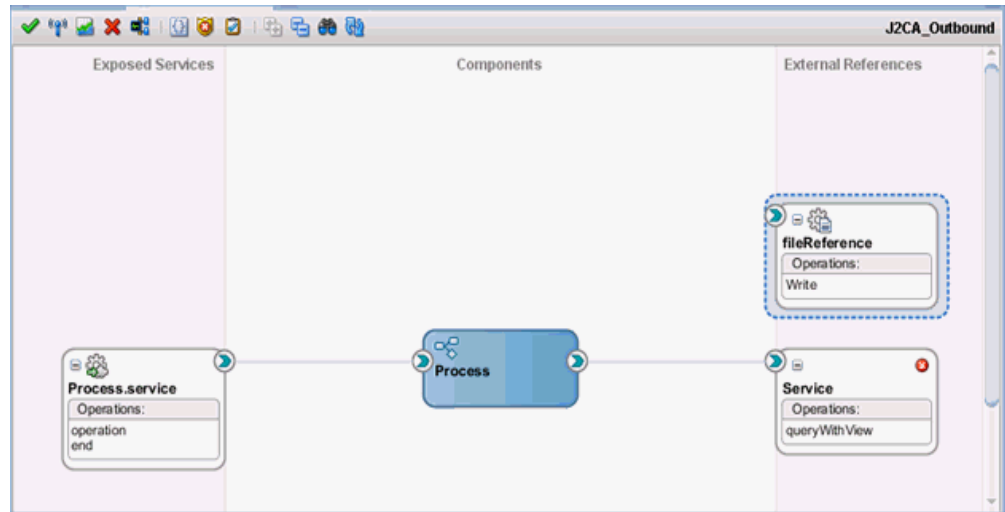 J2CA_Outbound
Exposed Services
Components
External References
fileReference
Operations:
Write
Process
Process.service
Operations:
operation
end
Service
Operations:
queryWithView